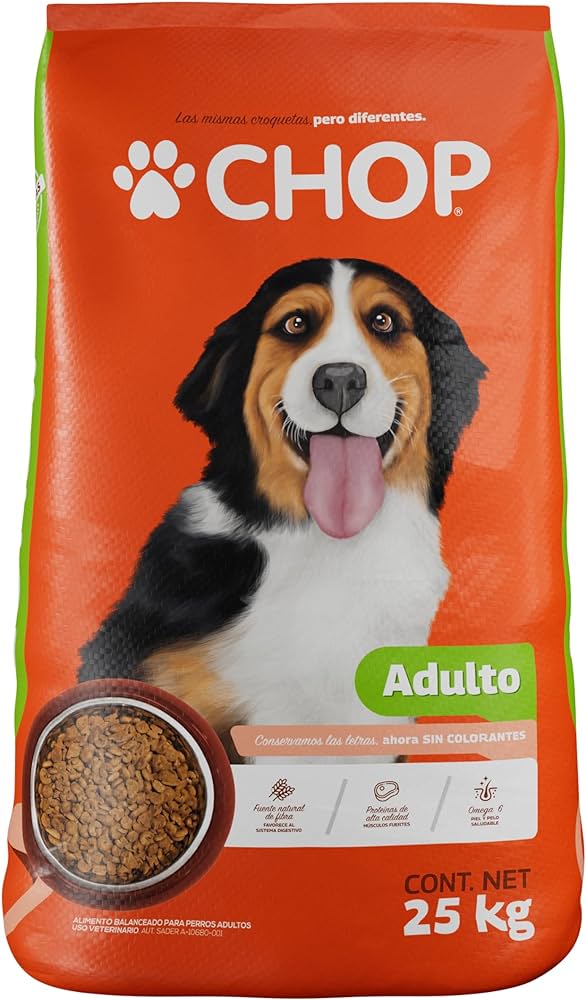 Las mismas croquetas, pero diferentes.
CHOP®
Adulto
Conservamos las letras, ahora SIN COLORANTES
Fuente natural
de fibra
FAVORECE AL
SISTEMA DIGESTIVO
Proteínas de
alta calidad
MÚSCULOS FUERTES
Omega 6
PIEL Y PELO
SALUDABLE
CONT. NET
25 kg
ALIMENTO BALANCEADO PARA PERROS ADULTOS
USO VETERINARIO AUT. SADER A-10680-001